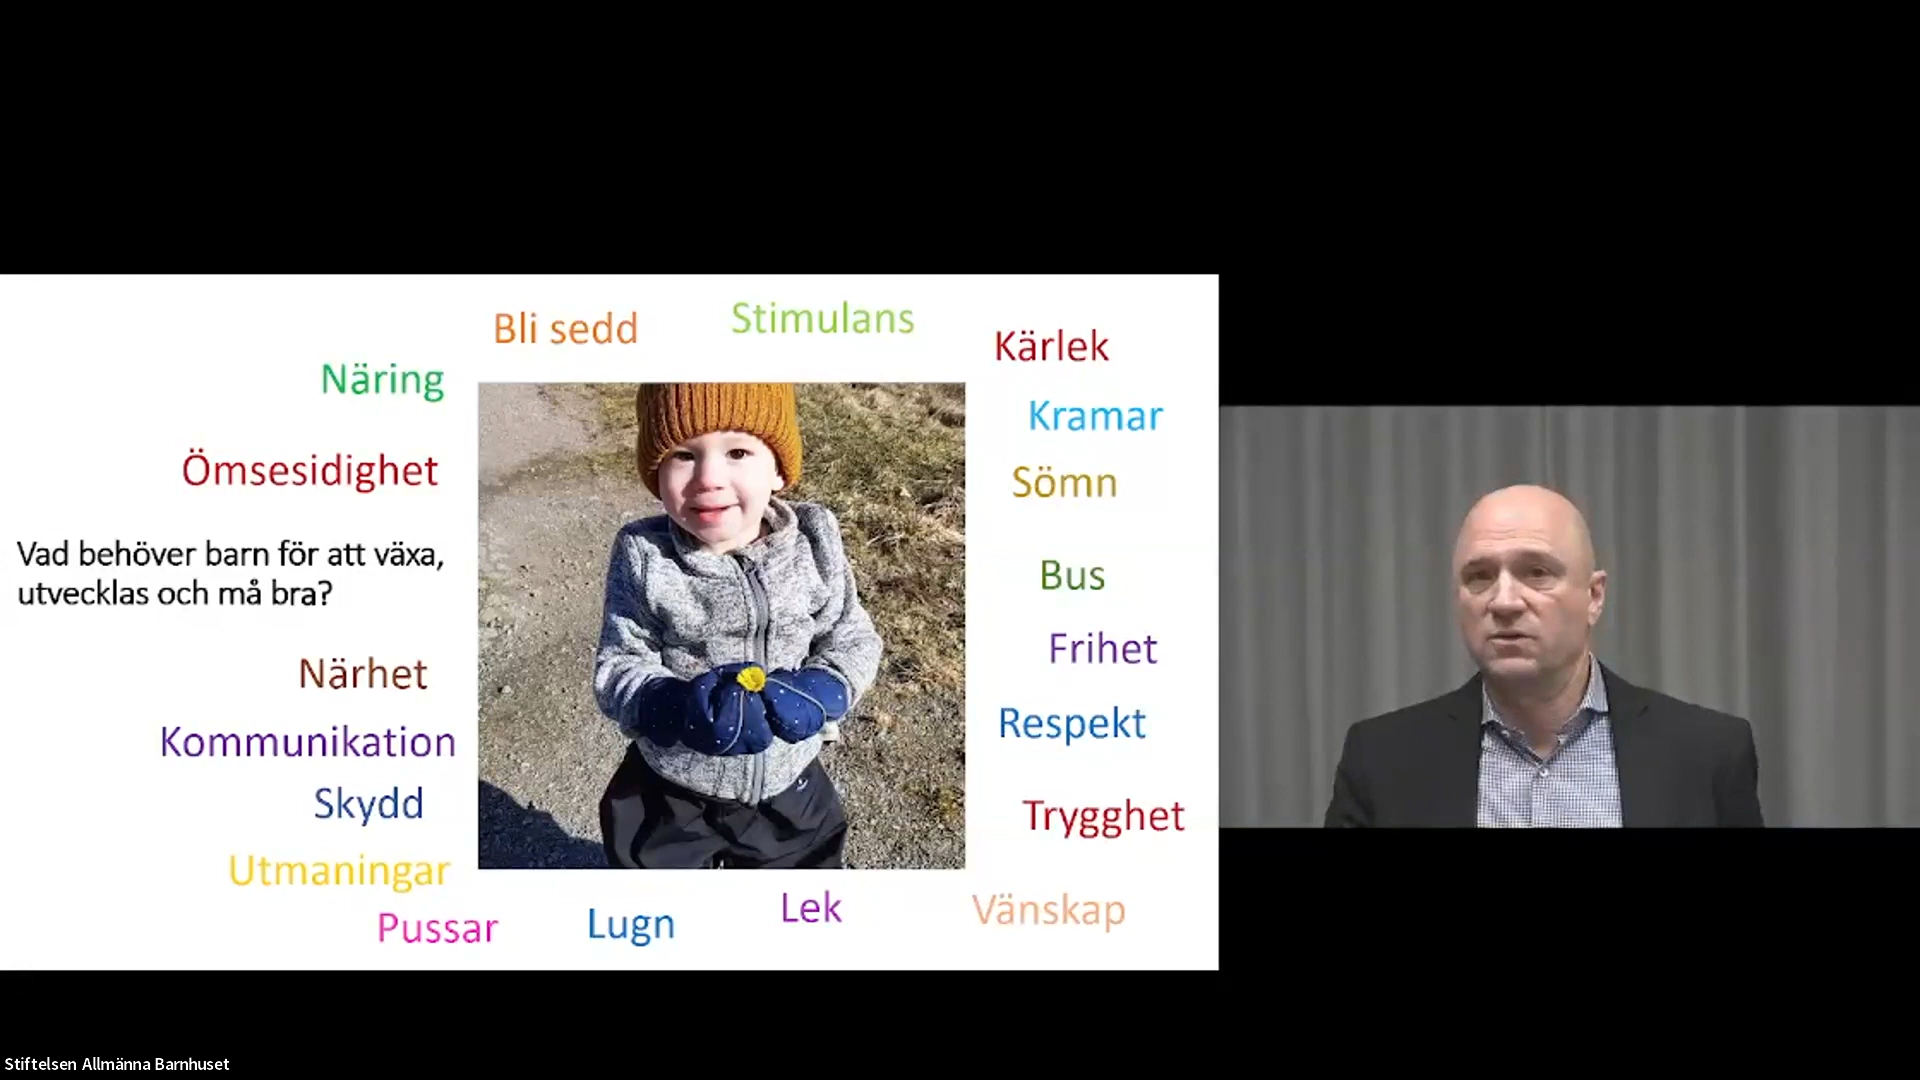 Bli sedd
Stimulans
Kärlek
Näring
Kramar
Ömsesidighet
Sömn
Vad behöver barn för att växa,
utvecklas och må bra?
Bus
Frihet
Närhet
Respekt
Kommunikation
Skydd
Trygghet
Utmaningar
Pussar
Lugn
Lek
Vänskap
Stiftelsen Allmänna Barnhuset